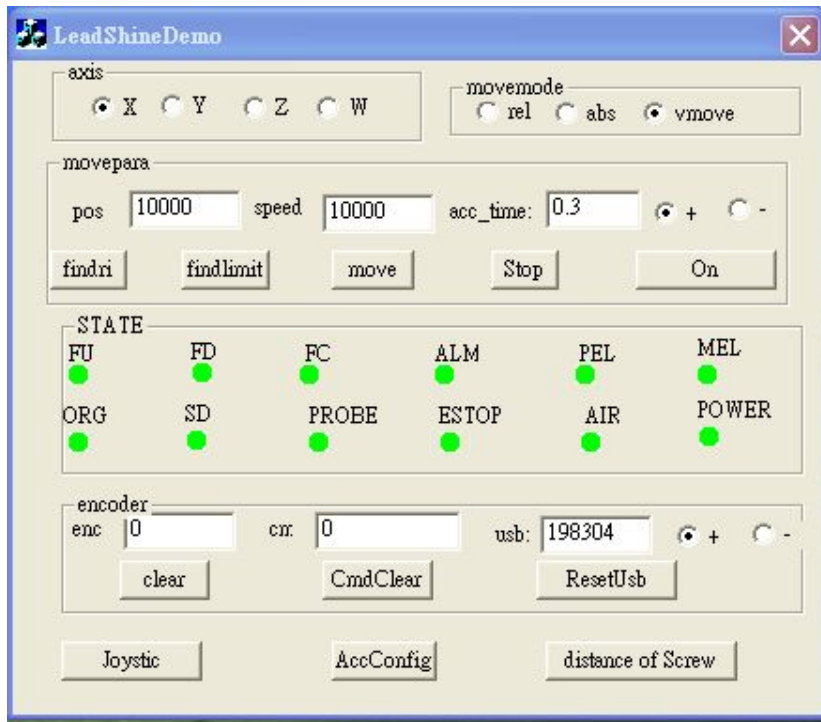 LeadShineDemo
axis
X Y Z W
movemode
rel abs vmove
movepara
pos 10000 speed 10000 acc_time: 0.3 + -
findri findlimit move Stop On
STATE
FU FD FC ALM PEL MEL
ORG SD PROBE ESTOP AIR POWER
encoder
enc 0 0 usb: 198304 + -
clear CmdClear ResetUsb
Joystic AccConfig distance of Screw